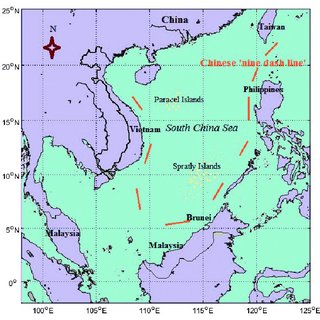 25°N
China
Taiwan
N
20°N
Chinese 'nine dash line'
Philippines
Paracel Islands
15°N
Vietnam
South China Sea
Spratly Islands
10°N
Brunei
5°N
Malaysia
Malaysia
0°
100°E
105°E
110°E
115°E
120°E
125°E